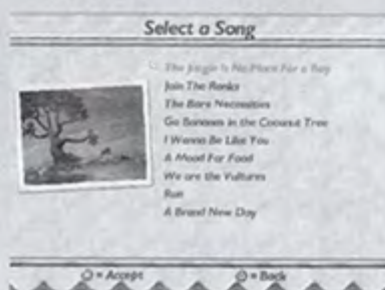 Select a Song
The Jungle Is No Place For a Boy
Join The Ranks
The Bare Necessities
Go Bananas in the Coconut Tree
I Wanna Be Like You
A Mood For Food
We are the Vultures
Run
A Brand New Day
= Accept
= Back